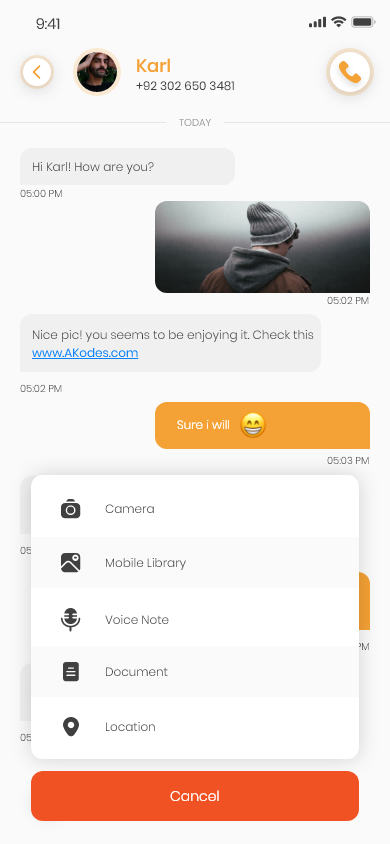 9:41
Karl
+92 302 650 3481
TODAY
Hi Karl! How are you?
05:00 PM
05:02 PM
Nice pic! you seems to be enjoying it. Check this
www.AKodes.com
05:02 PM
Sure i will
05:03 PM
Camera
05
Mobile Library
Voice Note
PM
Document
Location
05
Cancel